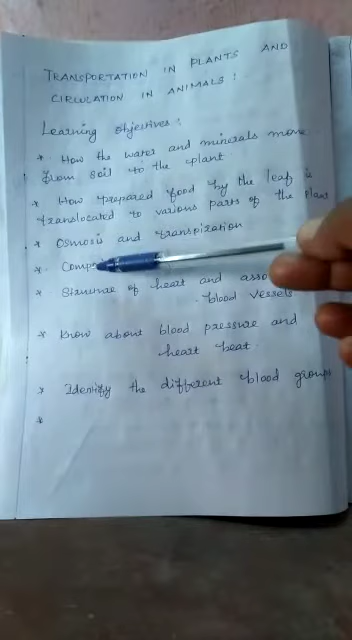 TRANSPORTATION IN PLANTS AND
CIRCULATION IN ANIMALS :
Learning objectives :
* How the water and minerals move
from soil to the plant
* How prepared food by the leaf is
translocated to various parts of the plant
* Osmosis and transpiration
* Comp
* Structure of heart and asso
blood vessels
* Know about blood pressure and
heart beat.
* Identify the different blood groups
*